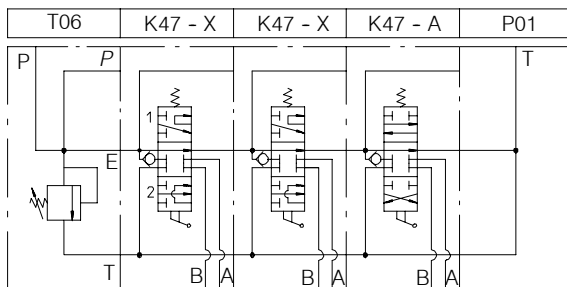 T06 K47 - X K47 - X K47 - A P01
P P T
1
E
2
T B A B A B A